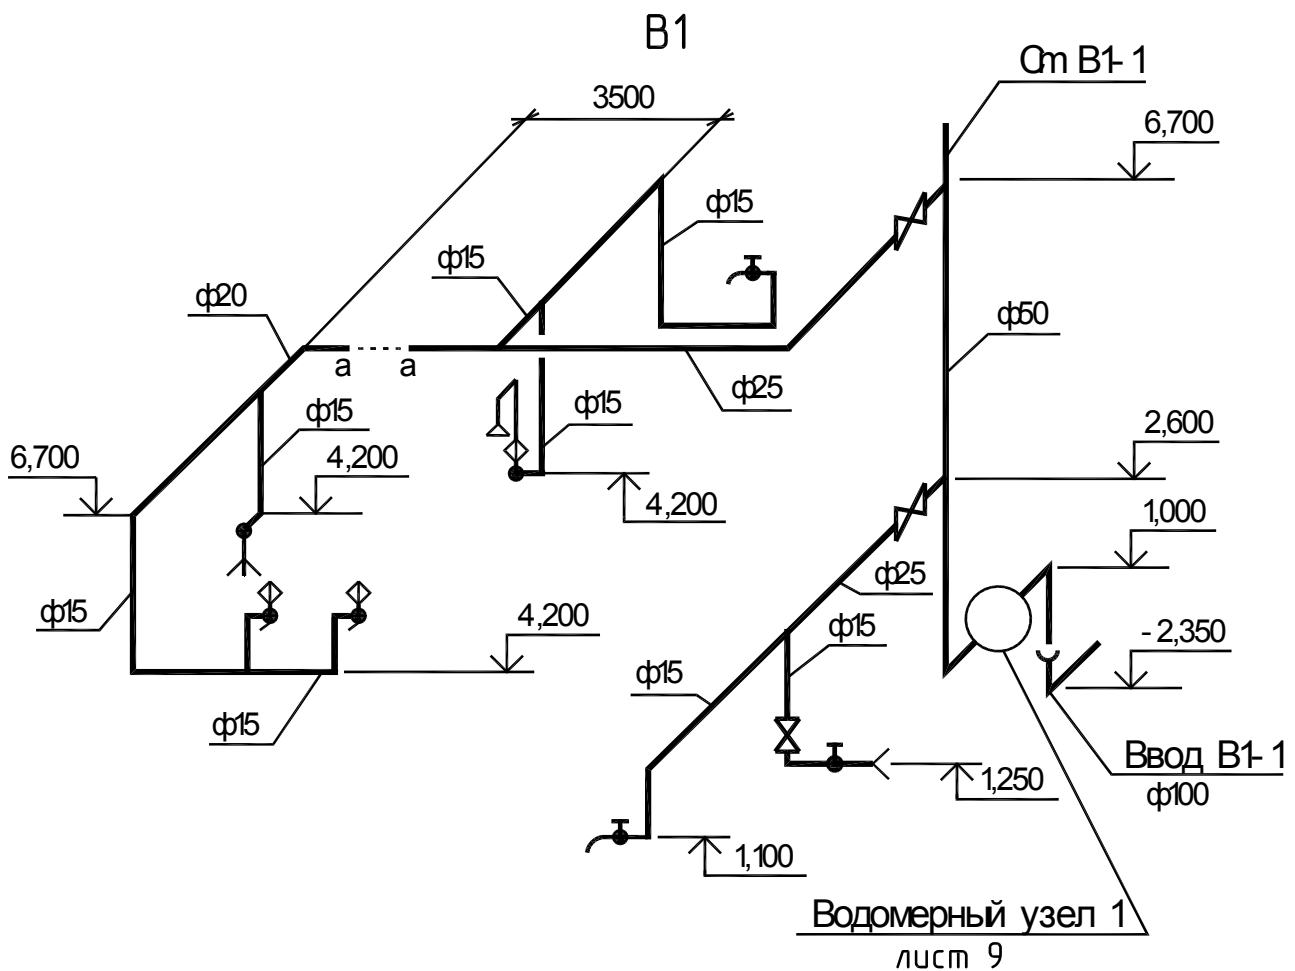 В1
Ст В1-1
3500
6,700
ф15
ф15
ф20
ф50
а
а
ф25
ф15
ф15
2,600
6,700
4,200
4,200
1,000
ф25
ф15
4,200
ф15
-2,350
ф15
ф15
Ввод В1-1
1,250
ф100
1,100
Водомерный узел 1
лист 9